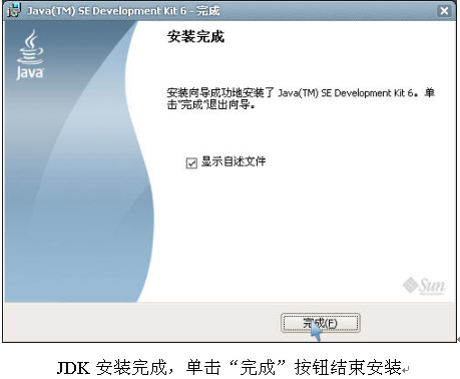 Java(TM) SE Development Kit 6 - 完成
Java
安装完成
安装向导成功地安装了 Java(TM) SE Development Kit 6。单
击"完成"退出向导。
显示自述文件
Sun
完成(F)
JDK 安装完成，单击“完成”按钮结束安装